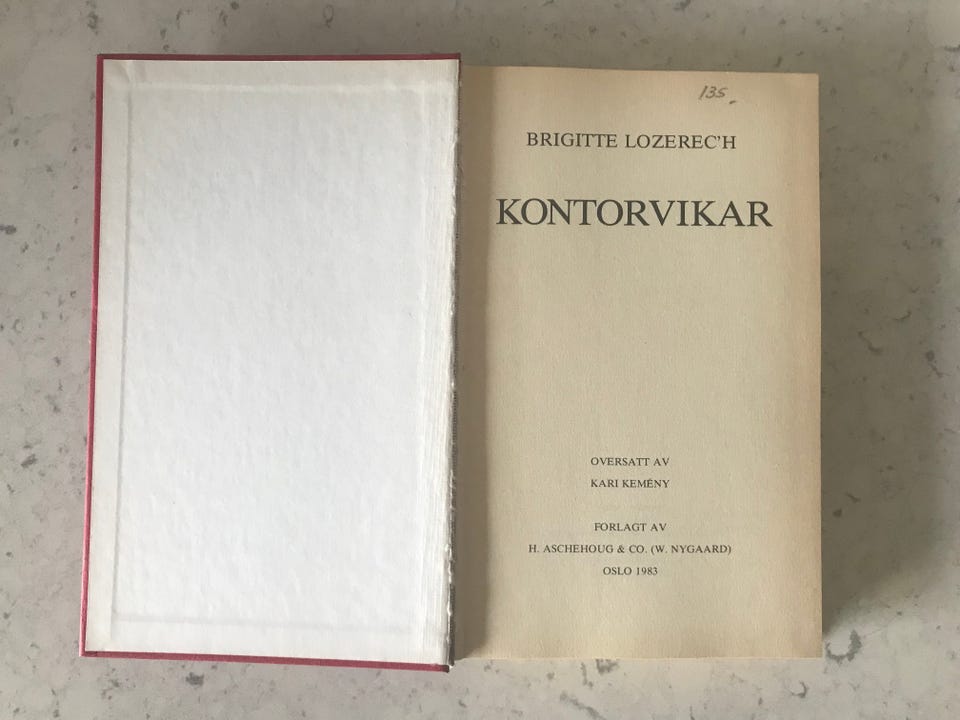 135.
BRIGITTE LOZEREC'H
KONTORVIKAR
OVERSATT AV
KARI KEMÉNY
FORLAGT AV
H. ASCHEHOUG & CO. (W. NYGAARD)
OSLO 1983